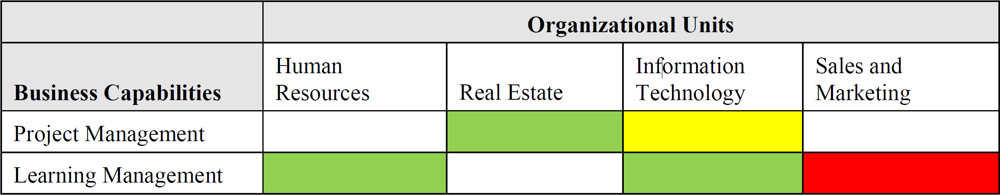 Organizational Units
Business Capabilities
Human
Resources
Real Estate
Information
Technology
Sales and
Marketing
Project Management
Learning Management